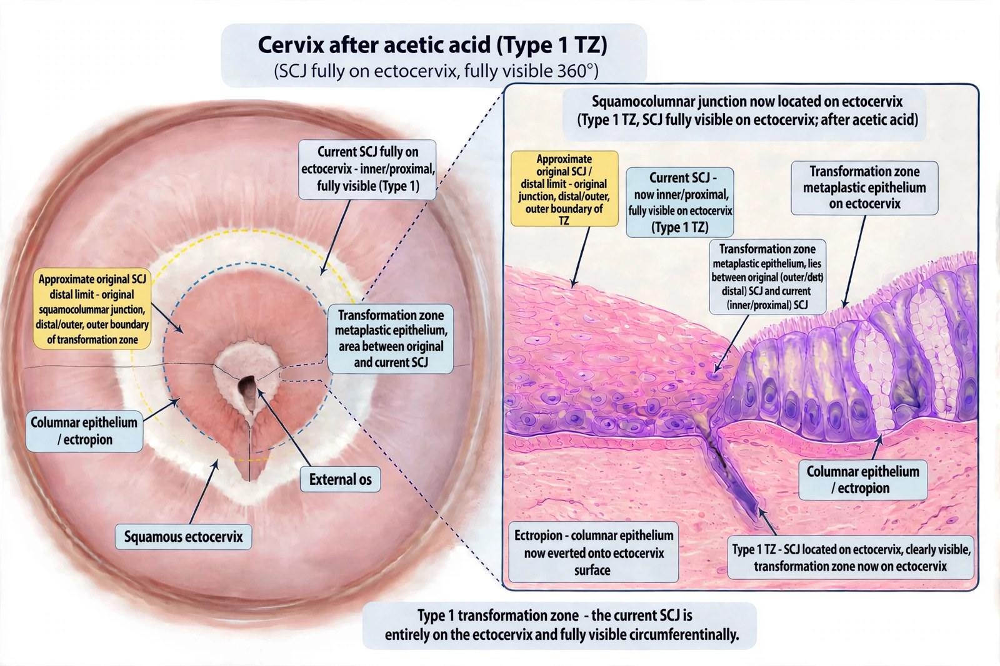 Cervix after acetic acid (Type 1 TZ)
(SCJ fully on ectocervix, fully visible 360°)
Current SCJ fully on
ectocervix - inner/proximal,
fully visible (Type 1)
Approximate original SCJ
distal limit - original
squamocolummar junction,
distal/outer, outer boundary
of transformation zone
Transformation zone
metaplastic epithelium,
area between original
and current SCJ
Columnar epithelium
/ ectropion
External os
Squamous ectocervix
Squamocolumnar junction now located on ectocervix
(Type 1 TZ, SCJ fully visible on ectocervix; after acetic acid)
Approximate
original SCJ /
distal limit - original
junction, distal/outer,
outer boundary of
TZ
Current SCJ -
now inner/proximal,
fully visible on ectocervix
(Type 1 TZ)
Transformation zone
metaplastic epithelium
on ectocervix
Transformation zone
metaplastic epithelium, lies
between original (outer/
distal) SCJ and current
(inner/proximal) SCJ
Columnar epithelium
/ ectropion
Ectropion - columnar epithelium
now everted onto ectocervix
surface
Type 1 TZ - SCJ located on ectocervix, clearly visible,
transformation zone now on ectocervix
Type 1 transformation zone - the current SCJ is
entirely on the ectocervix and fully visible circumferentinally.